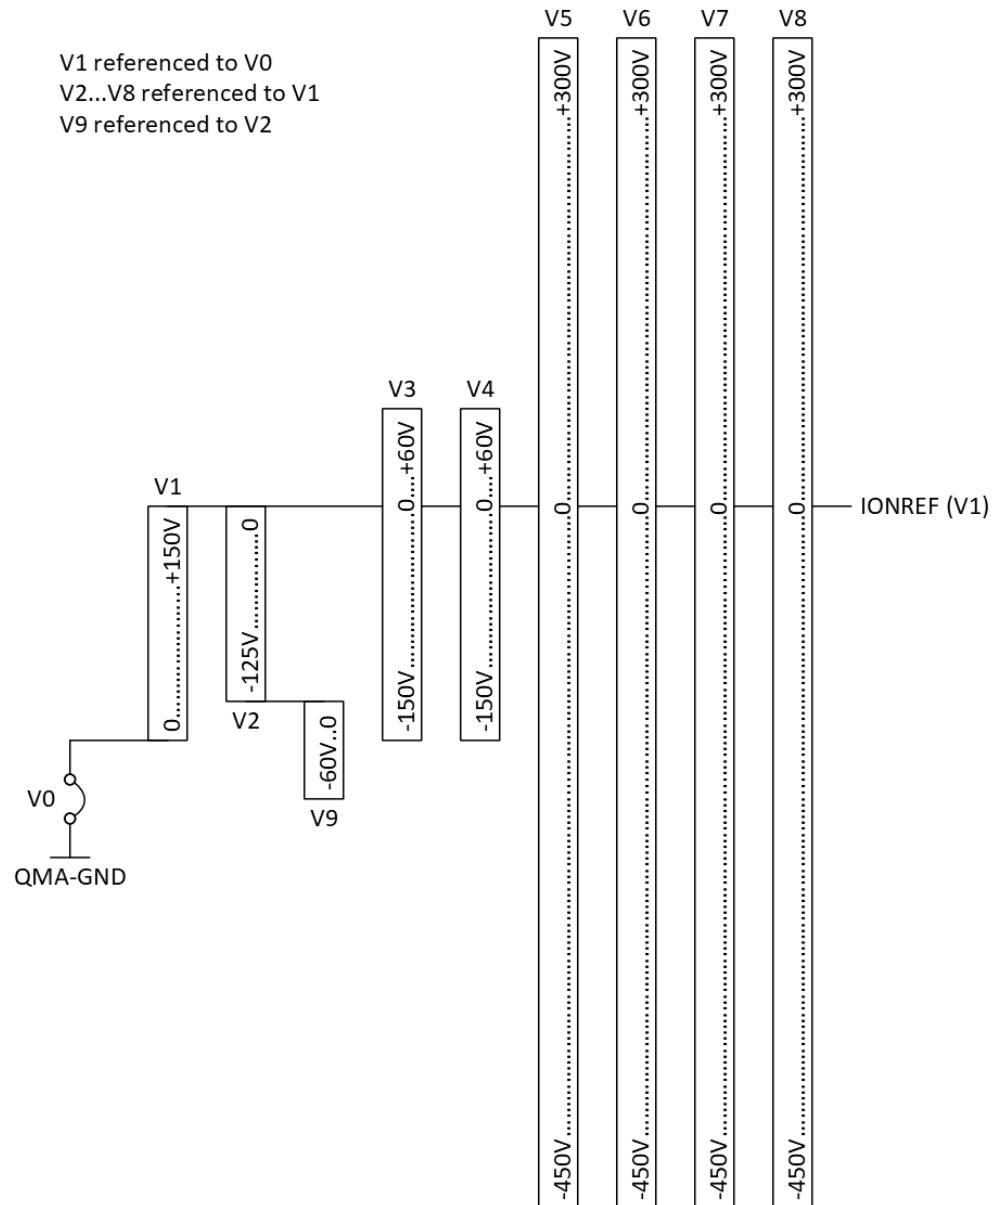 V5 V6 V7 V8
V1 referenced to V0
V2...V8 referenced to V1
V9 referenced to V2
-450V.....0.....+300V
-450V.....0.....+300V
-450V.....0.....+300V
-450V.....0.....+300V
V3 V4
-150V.....0...+60V
-150V.....0...+60V
V1
0.....+150V
-125V.....0
IONREF (V1)
V2
-60V..0
V9
V0
QMA-GND